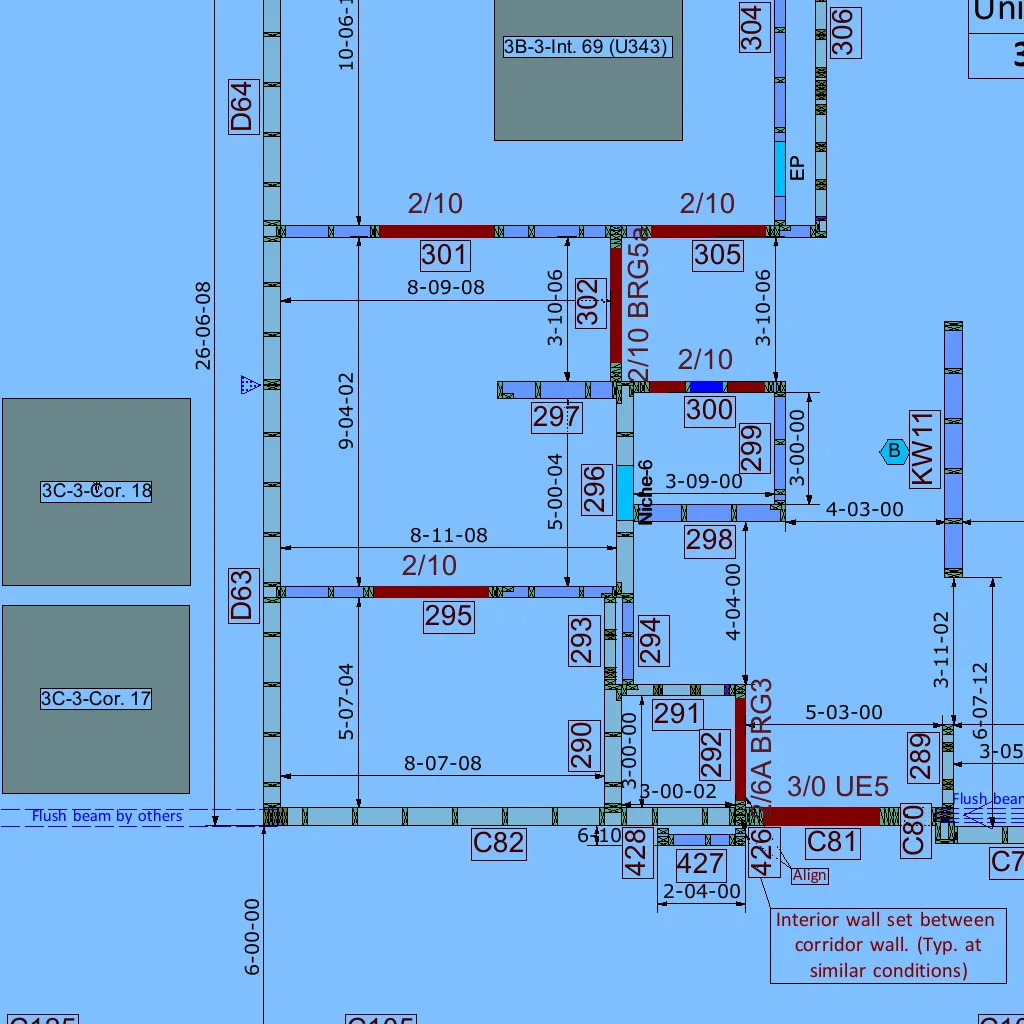 Uni
3
10-06-1
3B-3-Int. 69 (U343)
304
306
D64
EP
2/10
2/10
301
305
26-06-08
8-09-08
3-10-06
302
2/10 BRG5a
3-10-06
2/10
297
300
9-04-02
299
3-00-00
KW11
B
3C-3-Cor. 18
5-00-04
296
Niche-6
3-09-00
4-03-00
8-11-08
298
2/10
D63
295
293
294
4-04-00
3-11-02
3C-3-Cor. 17
5-07-04
291
5-03-00
6-07-12
290
3-00-00
292
BRG3
289
3-05
8-07-08
3-00-02
3/0 UE5
Flush beam by others
Flush beam
C82
6-10
428
427
426
C81
C80
C7
Align
2-04-00
6-00-00
Interior wall set between
corridor wall. (Typ. at
similar conditions)